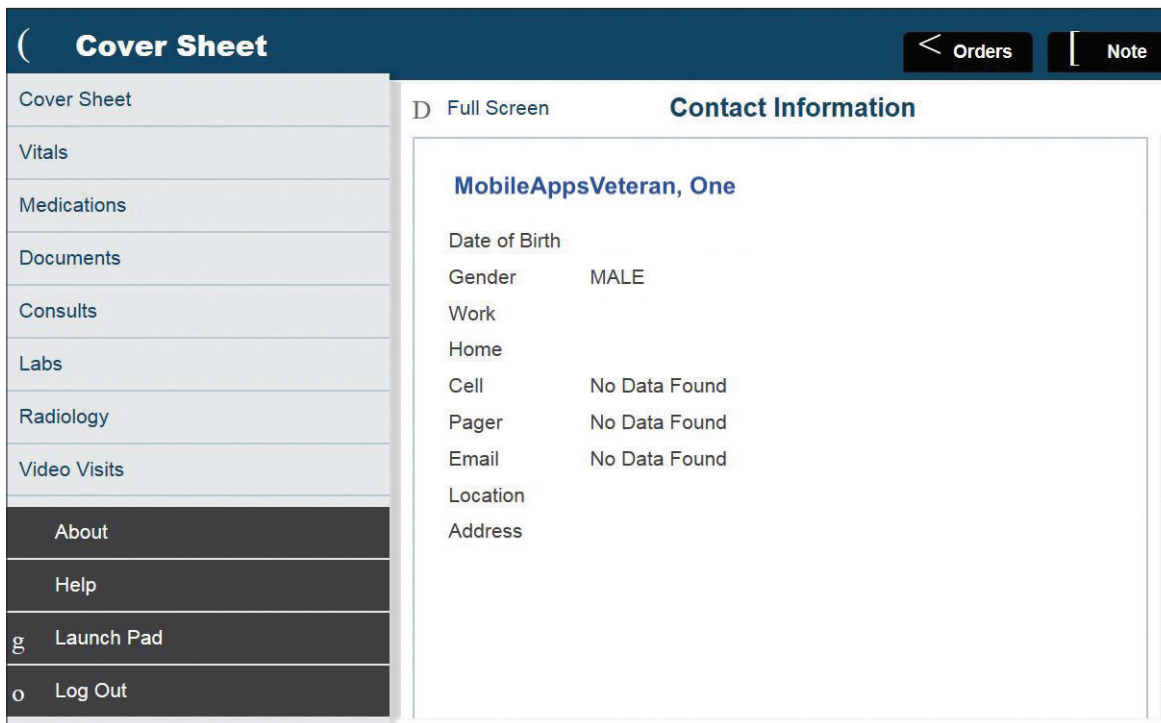 ( Cover Sheet
< Orders
[ Note
Cover Sheet
Vitals
Medications
Documents
Consults
Labs
Radiology
Video Visits
About
Help
g Launch Pad
o Log Out
D Full Screen
Contact Information
MobileAppsVeteran, One
Date of Birth
Gender MALE
Work
Home
Cell No Data Found
Pager No Data Found
Email No Data Found
Location
Address